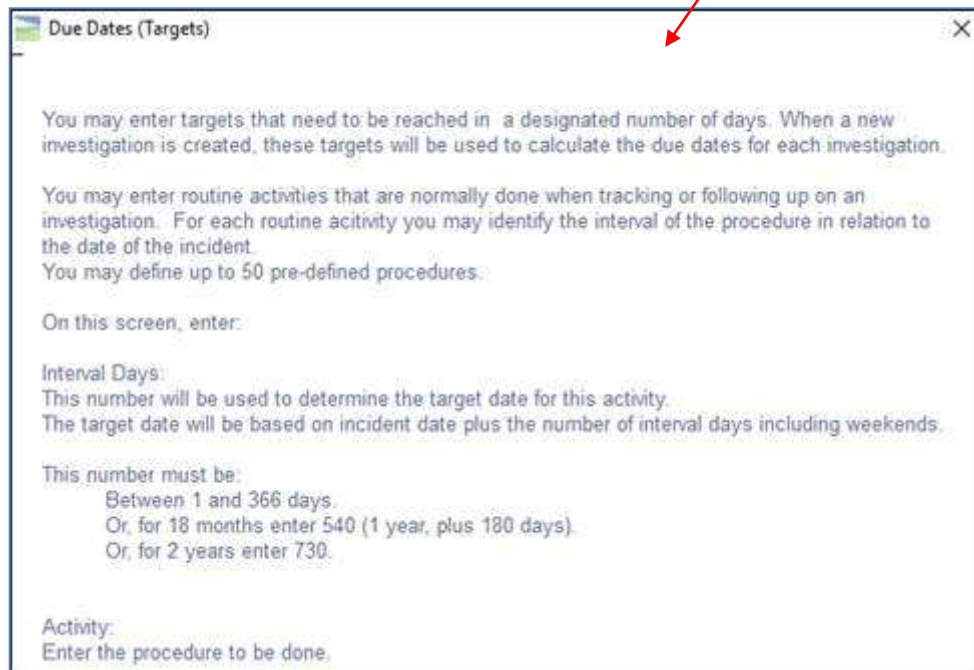 Due Dates (Targets)
You may enter targets that need to be reached in a designated number of days. When a new
investigation is created, these targets will be used to calculate the due dates for each investigation.
You may enter routine activities that are normally done when tracking or following up on an
investigation. For each routine acitivity you may identify the interval of the procedure in relation to
the date of the incident.
You may define up to 50 pre-defined procedures.
On this screen, enter:
Interval Days:
This number will be used to determine the target date for this activity.
The target date will be based on incident date plus the number of interval days including weekends.
This number must be:
Between 1 and 366 days.
Or, for 18 months enter 540 (1 year, plus 180 days).
Or, for 2 years enter 730.
Activity:
Enter the procedure to be done.